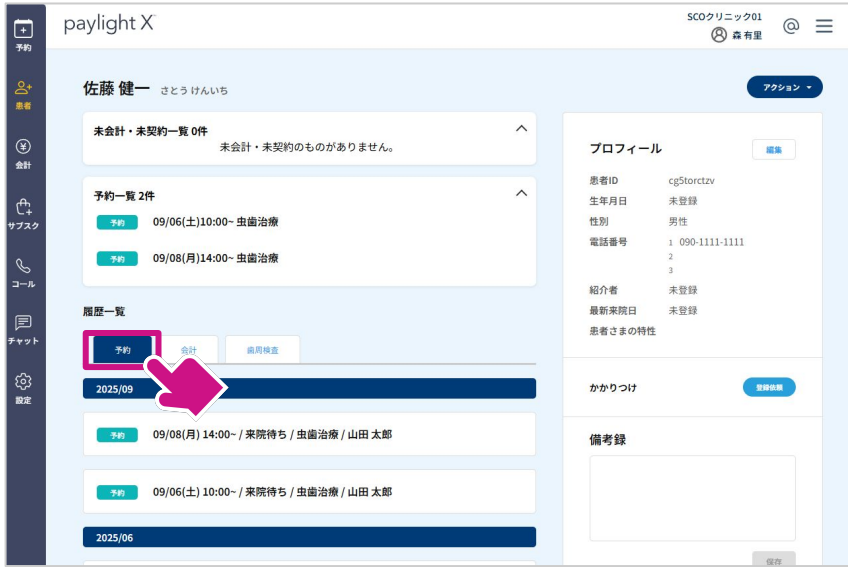 paylight X
SCOクリニック01
森 有里
予約
患者
会計
サブスク
コール
チャット
設定
佐藤 健一 さとう けんいち
アクション
未会計・未契約一覧 0件
未会計・未契約のものがありません。
予約一覧 2件
予約 09/06(土)10:00~ 虫歯治療
予約 09/08(月)14:00~ 虫歯治療
履歴一覧
予約 会計 歯周検査
2025/09
予約 09/08(月) 14:00~ / 来院待ち / 虫歯治療 / 山田 太郎
予約 09/06(土) 10:00~ / 来院待ち / 虫歯治療 / 山田 太郎
2025/06
プロフィール 編集
患者ID cg5torctzv
生年月日 未登録
性別 男性
電話番号 1 090-1111-1111
2
3
紹介者 未登録
最新来院日 未登録
患者さまの特性
かかりつけ 登録依頼
備考録
保存